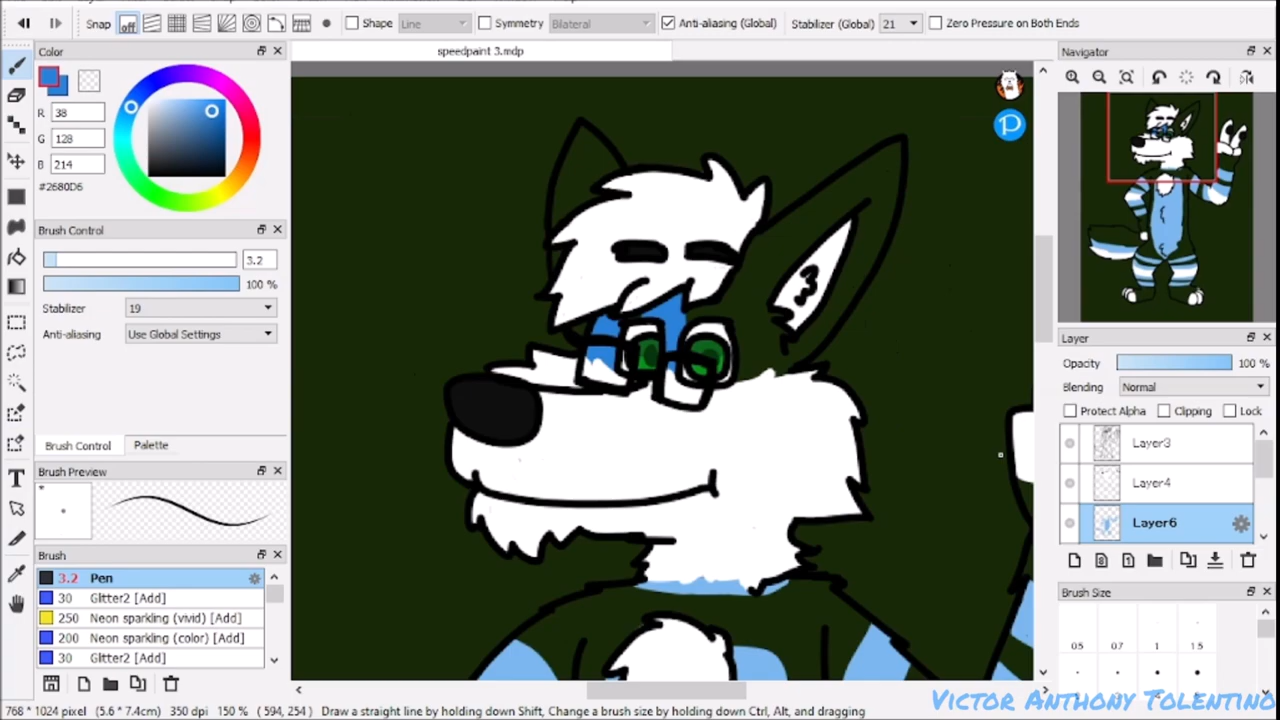 Snap off Shape Line Symmetry Bilateral Anti-aliasing (Global) Stabilizer (Global) 21 Zero Pressure on Both Ends
Color
speedpaint 3.mdp
Navigator
R 38
G 128
B 214
#2680D6
Brush Control
3.2
100 %
Stabilizer 19
Anti-aliasing Use Global Settings
Brush Control Palette
Brush Preview
Brush
3.2 Pen
30 Glitter2 [Add]
250 Neon sparkling (vivid) [Add]
200 Neon sparkling (color) [Add]
30 Glitter2 [Add]
P
Layer
Opacity 100 %
Blending Normal
Protect Alpha Clipping Lock
Layer3
Layer4
Layer6
Brush Size
0.5 0.7 1 1.5
Victor Anthony Tolentino
768 * 1024 pixel (5.6 * 7.4cm) 350 dpi 150 % ( 594, 254 ) Draw a straight line by holding down Shift, Change a brush size by holding down Ctrl, Alt, and dragging